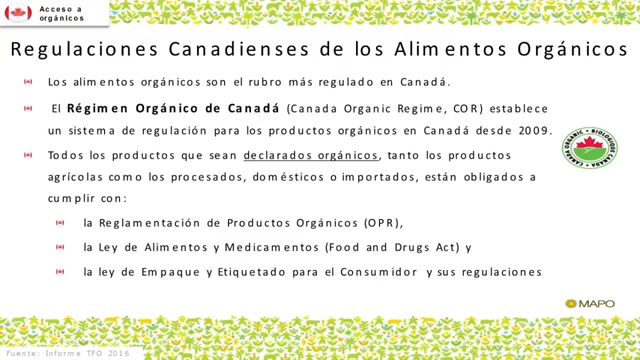 Acceso a
orgánicos
Regulaciones Canadienses de los Alimentos Orgánicos
Los alimentos orgánicos son el rubro más regulado en Canadá.
El Régimen Orgánico de Canadá (Canada Organic Regime, COR) establece
un sistema de regulación para los productos orgánicos en Canadá desde 2009.
CANADA ORGANIC • BIOLOGIQUE CANADA
Todos los productos que sean declarados orgánicos, tanto los productos
agrícolas como los procesados, domésticos o importados, están obligados a
cumplir con:
la Reglamentación de Productos Orgánicos (OPR),
la Ley de Alimentos y Medicamentos (Food and Drugs Act) y
la ley de Empaque y Etiquetado para el Consumidor y sus regulaciones
MAPO
Fuente: Informe TFO 2016